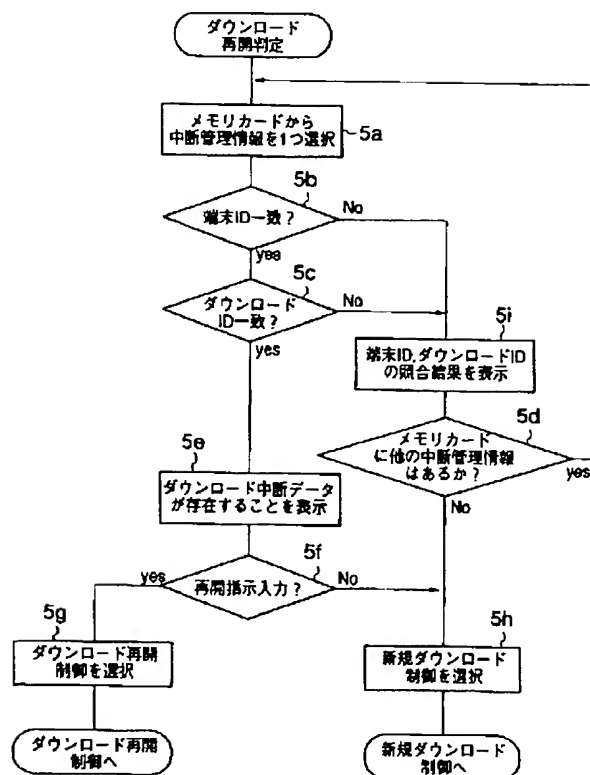 ダウンロード
再開判定
メモリカードから
中断管理情報を1つ選択
5a
5b
端末ID一致?
No
yes
5c
ダウンロード
ID一致?
No
yes
5i
端末ID,ダウンロードID
の照合結果を表示
5d
メモリカード
に他の中断管理情報
はあるか?
yes
No
5e
ダウンロード中断データ
が存在することを表示
5f
再開指示入力?
yes
No
5g
ダウンロード再開
制御を選択
5h
新規ダウンロード
制御を選択
ダウンロード再開
制御へ
新規ダウンロード
制御へ